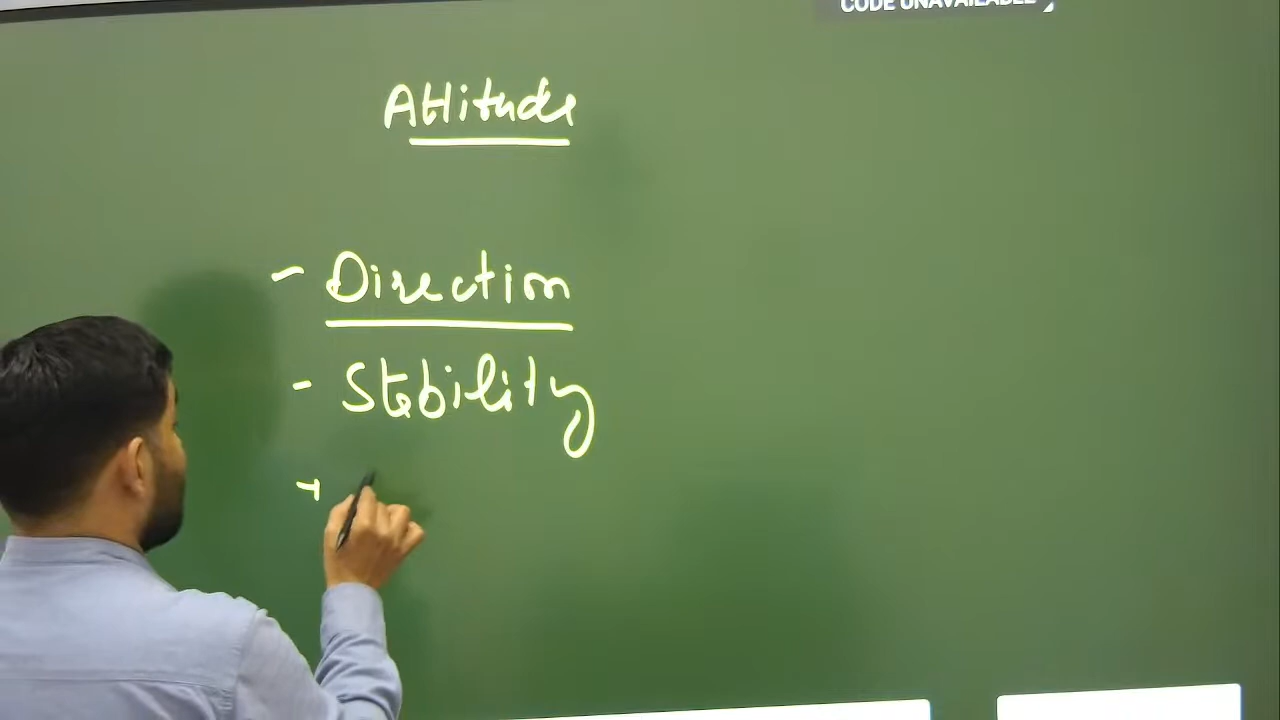 CODE UNAVAILABLE
Attitude
- Direction
- Stability
-